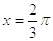 x = 2/3 π